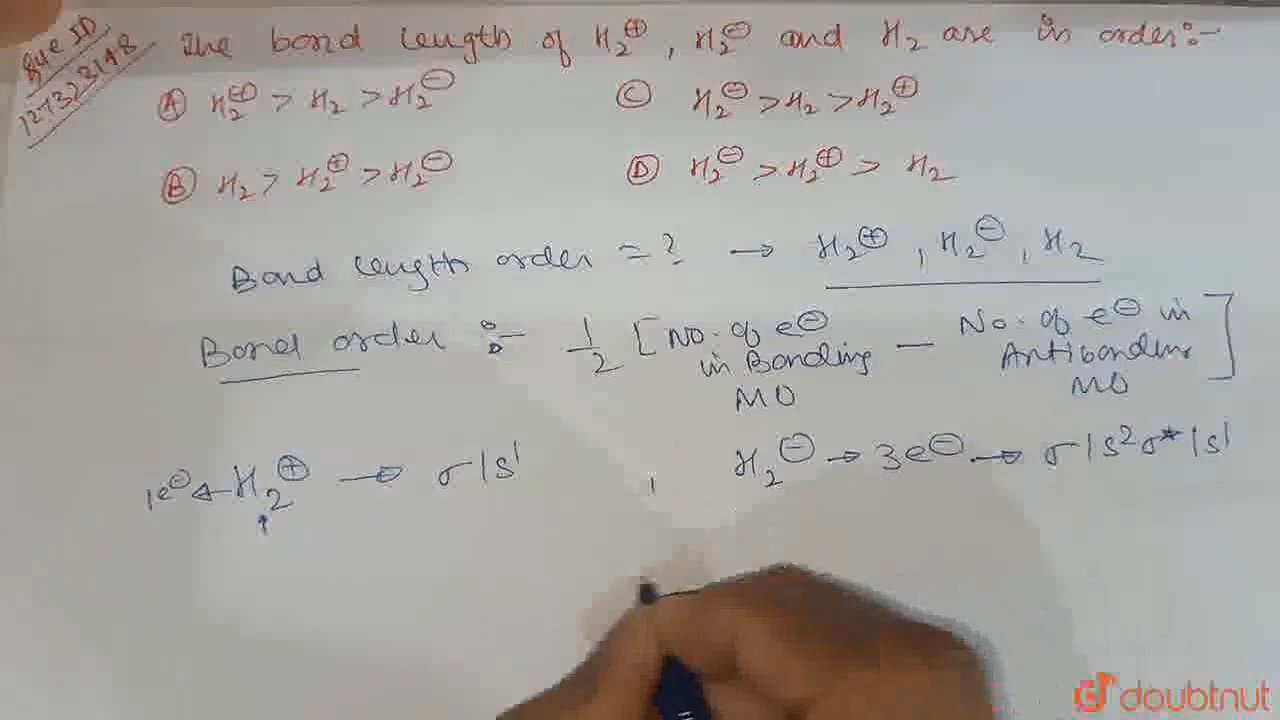 Que ID
127323148
The bond length of H₂⊕, H₂⊖ and H₂ are in order:-
Ⓐ H₂⊕ > H₂ > H₂⊖
Ⓒ H₂⊖ > H₂ > H₂⊕
Ⓑ H₂ > H₂⊕ > H₂⊖
Ⓓ H₂⊖ > H₂⊕ > H₂
Bond length order = ? → H₂⊕, H₂⊖, H₂
Bond order :- 1/2 [No. of e⊖ in Bonding MO — No. of e⊖ in Antibonding MO]
1e⊖ ← H₂⊕ → σ1s¹ , H₂⊖ → 3e⊖ → σ1s² σ*1s¹
doubtnut